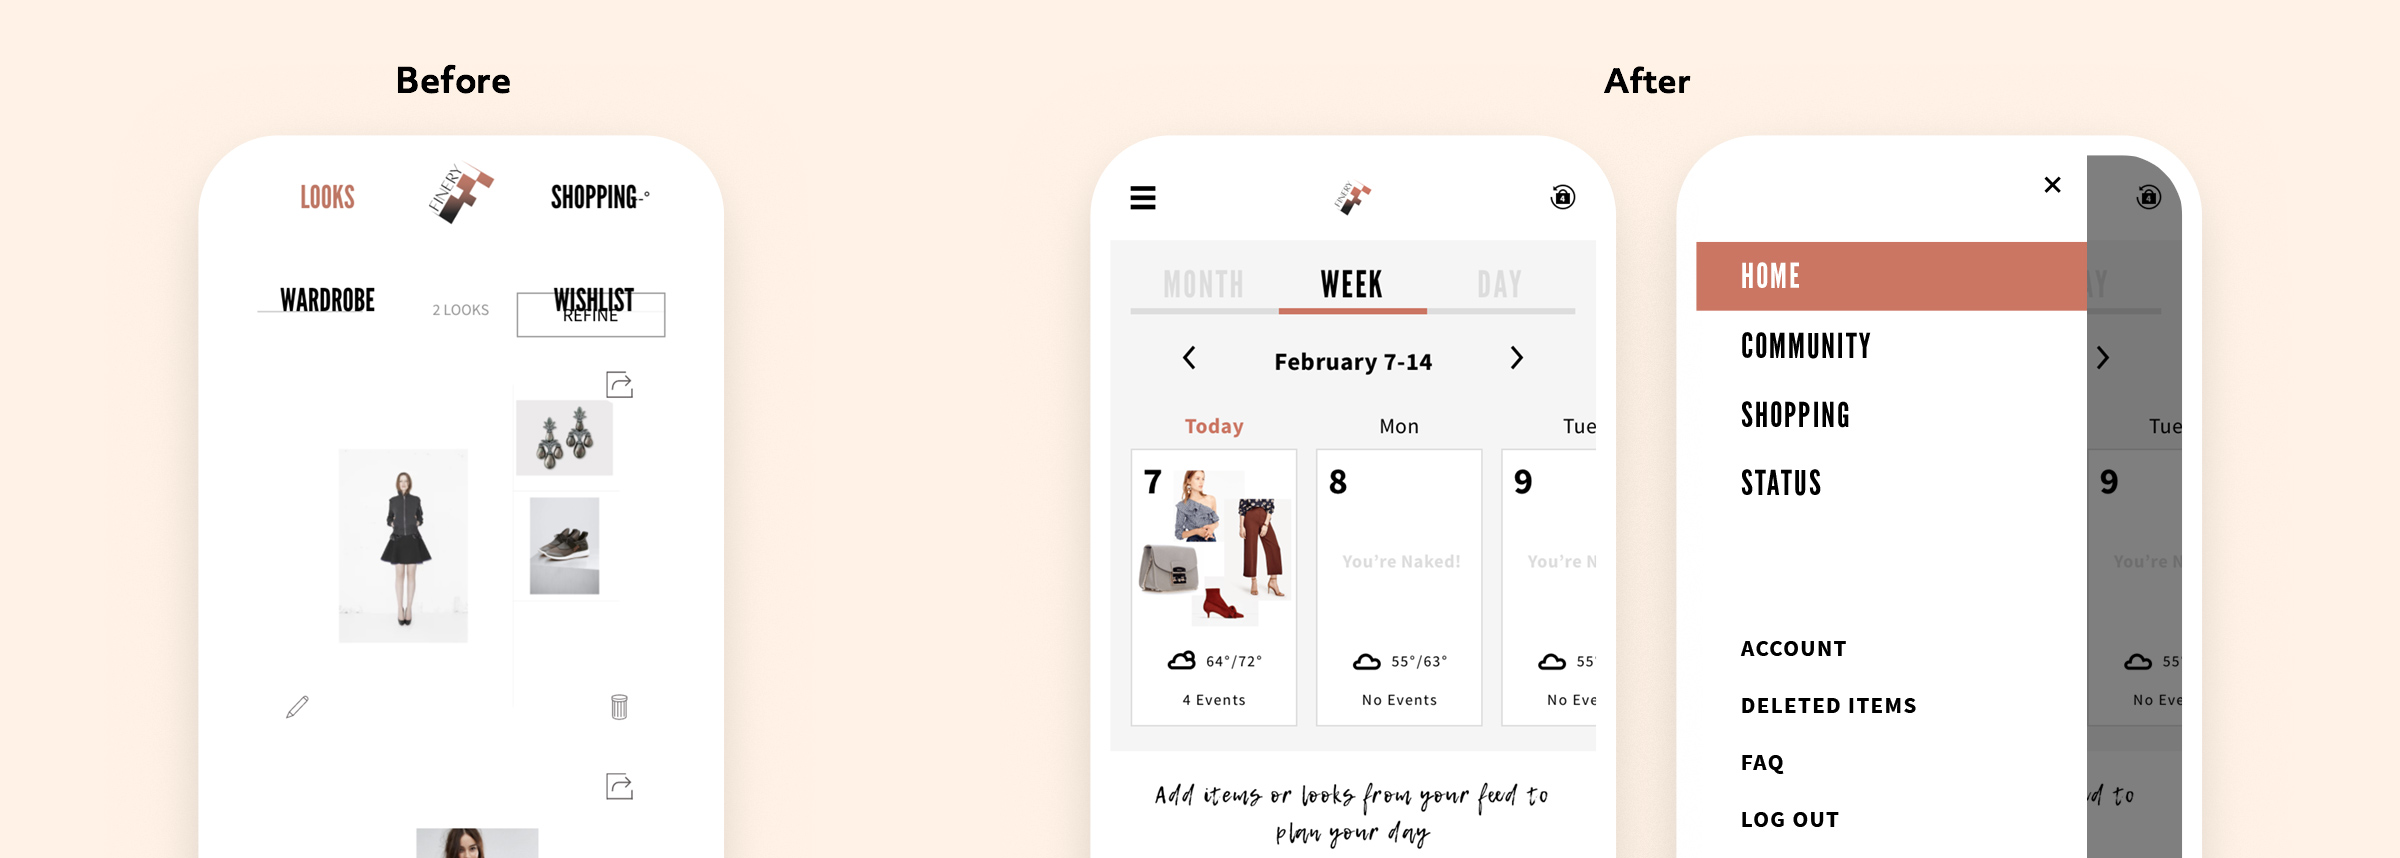 Before
After
LOOKS
FINERY
SHOPPING
WARDROBE
2 LOOKS
WISHLIST
REFINE
FINERY
4
MONTH
WEEK
DAY
February 7-14
Today
Mon
Tue
7
8
9
You're Naked!
You're N
64°/72°
55°/63°
55°
4 Events
No Events
No Eve
Add items or looks from your feed to
plan your day
HOME
COMMUNITY
SHOPPING
STATUS
ACCOUNT
DELETED ITEMS
FAQ
LOG OUT
4
AY
Tue
9
You're N
55°
No Eve
d to